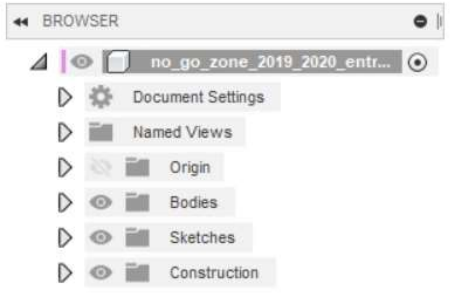 BROWSER
no_go_zone_2019_2020_entr...
Document Settings
Named Views
Origin
Bodies
Sketches
Construction